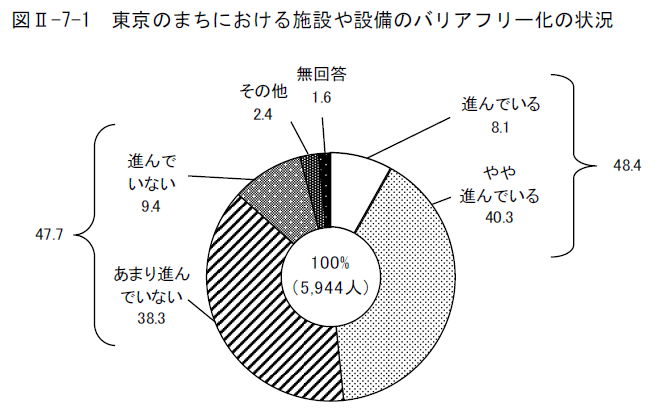 図Ⅱ-7-1 東京のまちにおける施設や設備のバリアフリー化の状況
無回答
1.6
その他
2.4
進んでいる
8.1
やや
進んでいる
40.3
48.4
進んで
いない
9.4
47.7
あまり進ん
でいない
38.3
100%
(5,944人)